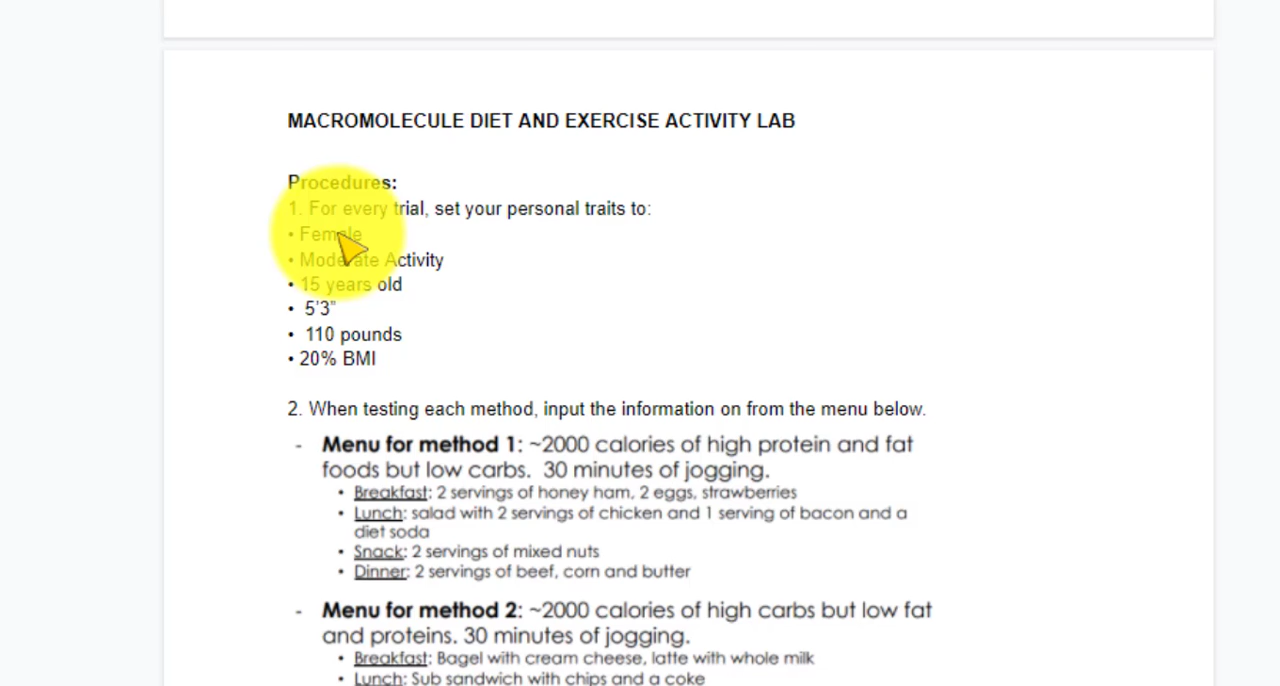 MACROMOLECULE DIET AND EXERCISE ACTIVITY LAB
Procedures:
1. For every trial, set your personal traits to:
• Female
• Moderate Activity
• 15 years old
• 5'3"
• 110 pounds
• 20% BMI
2. When testing each method, input the information on from the menu below.
- Menu for method 1: ~2000 calories of high protein and fat
foods but low carbs. 30 minutes of jogging.
• Breakfast: 2 servings of honey ham, 2 eggs, strawberries
• Lunch: salad with 2 servings of chicken and 1 serving of bacon and a
diet soda
• Snack: 2 servings of mixed nuts
• Dinner: 2 servings of beef, corn and butter
- Menu for method 2: ~2000 calories of high carbs but low fat
and proteins. 30 minutes of jogging.
• Breakfast: Bagel with cream cheese, latte with whole milk
• Lunch: Sub sandwich with chips and a coke